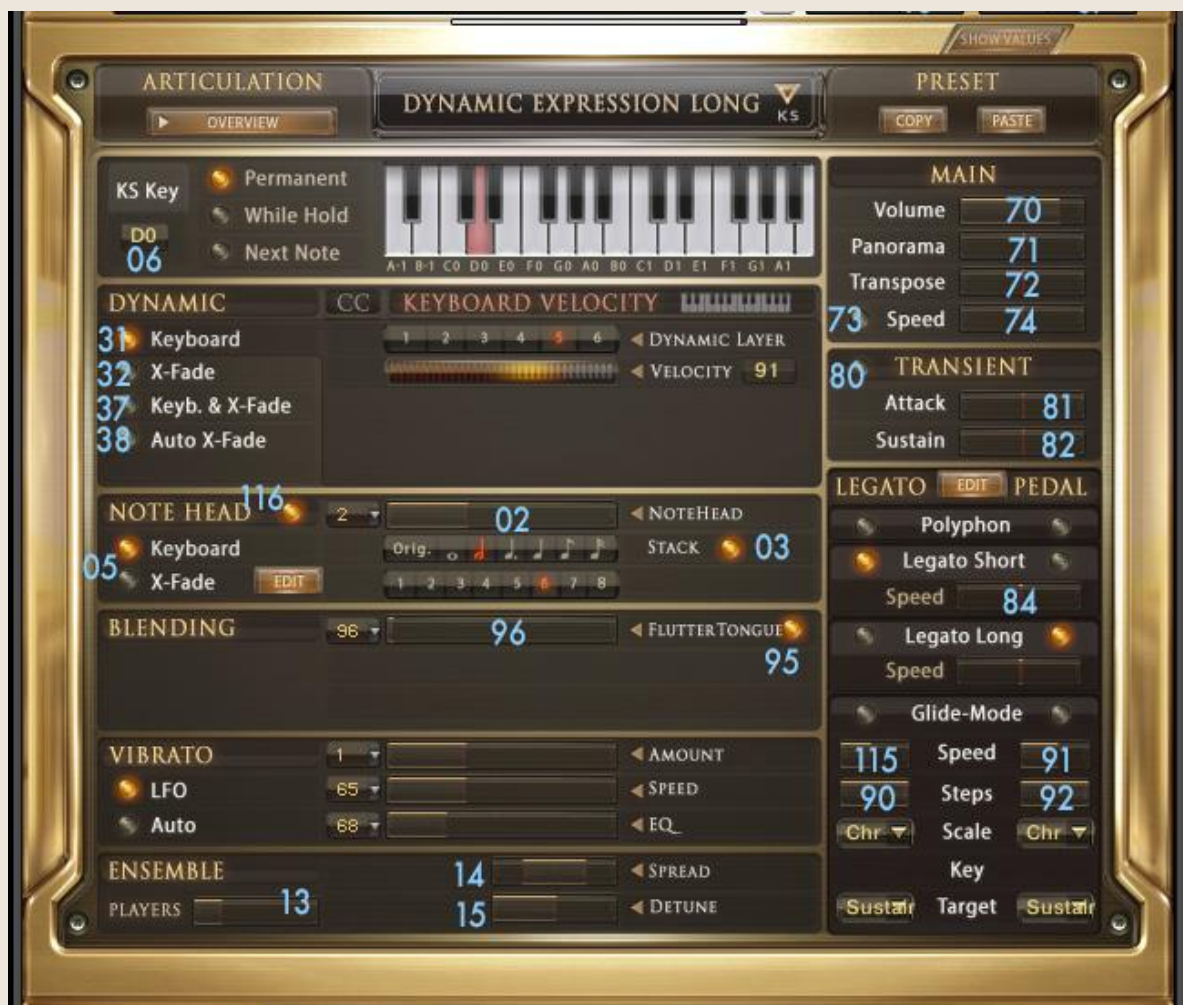 SHOW VALUES
ARTICULATION
OVERVIEW
DYNAMIC EXPRESSION LONG
KS
PRESET
COPY PASTE
KS Key
D0
06
Permanent
While Hold
Next Note
A-1 B-1 C0 D0 E0 F0 G0 A0 B0 C1 D1 E1 F1 G1 A1
MAIN
Volume 70
Panorama 71
Transpose 72
73 Speed 74
DYNAMIC CC KEYBOARD VELOCITY
31 Keyboard 1 2 3 4 5 6 DYNAMIC LAYER
32 X-Fade VELOCITY 91
37 Keyb. & X-Fade
38 Auto X-Fade
80 TRANSIENT
Attack 81
Sustain 82
NOTE HEAD 116 2 02 NOTEHEAD
05 Keyboard Orig. STACK 03
X-Fade EDIT 1 2 3 4 5 6 7 8
BLENDING 96 96 FLUTTERTONGUE
95
VIBRATO 1 AMOUNT
LFO 65 SPEED
Auto 68 EQ
ENSEMBLE 14 SPREAD
PLAYERS 13 15 DETUNE
LEGATO EDIT PEDAL
Polyphon
Legato Short
Speed 84
Legato Long
Speed
Glide-Mode
115 Speed 91
90 Steps 92
Chr Scale Chr
Key
Sustair Target Sustair